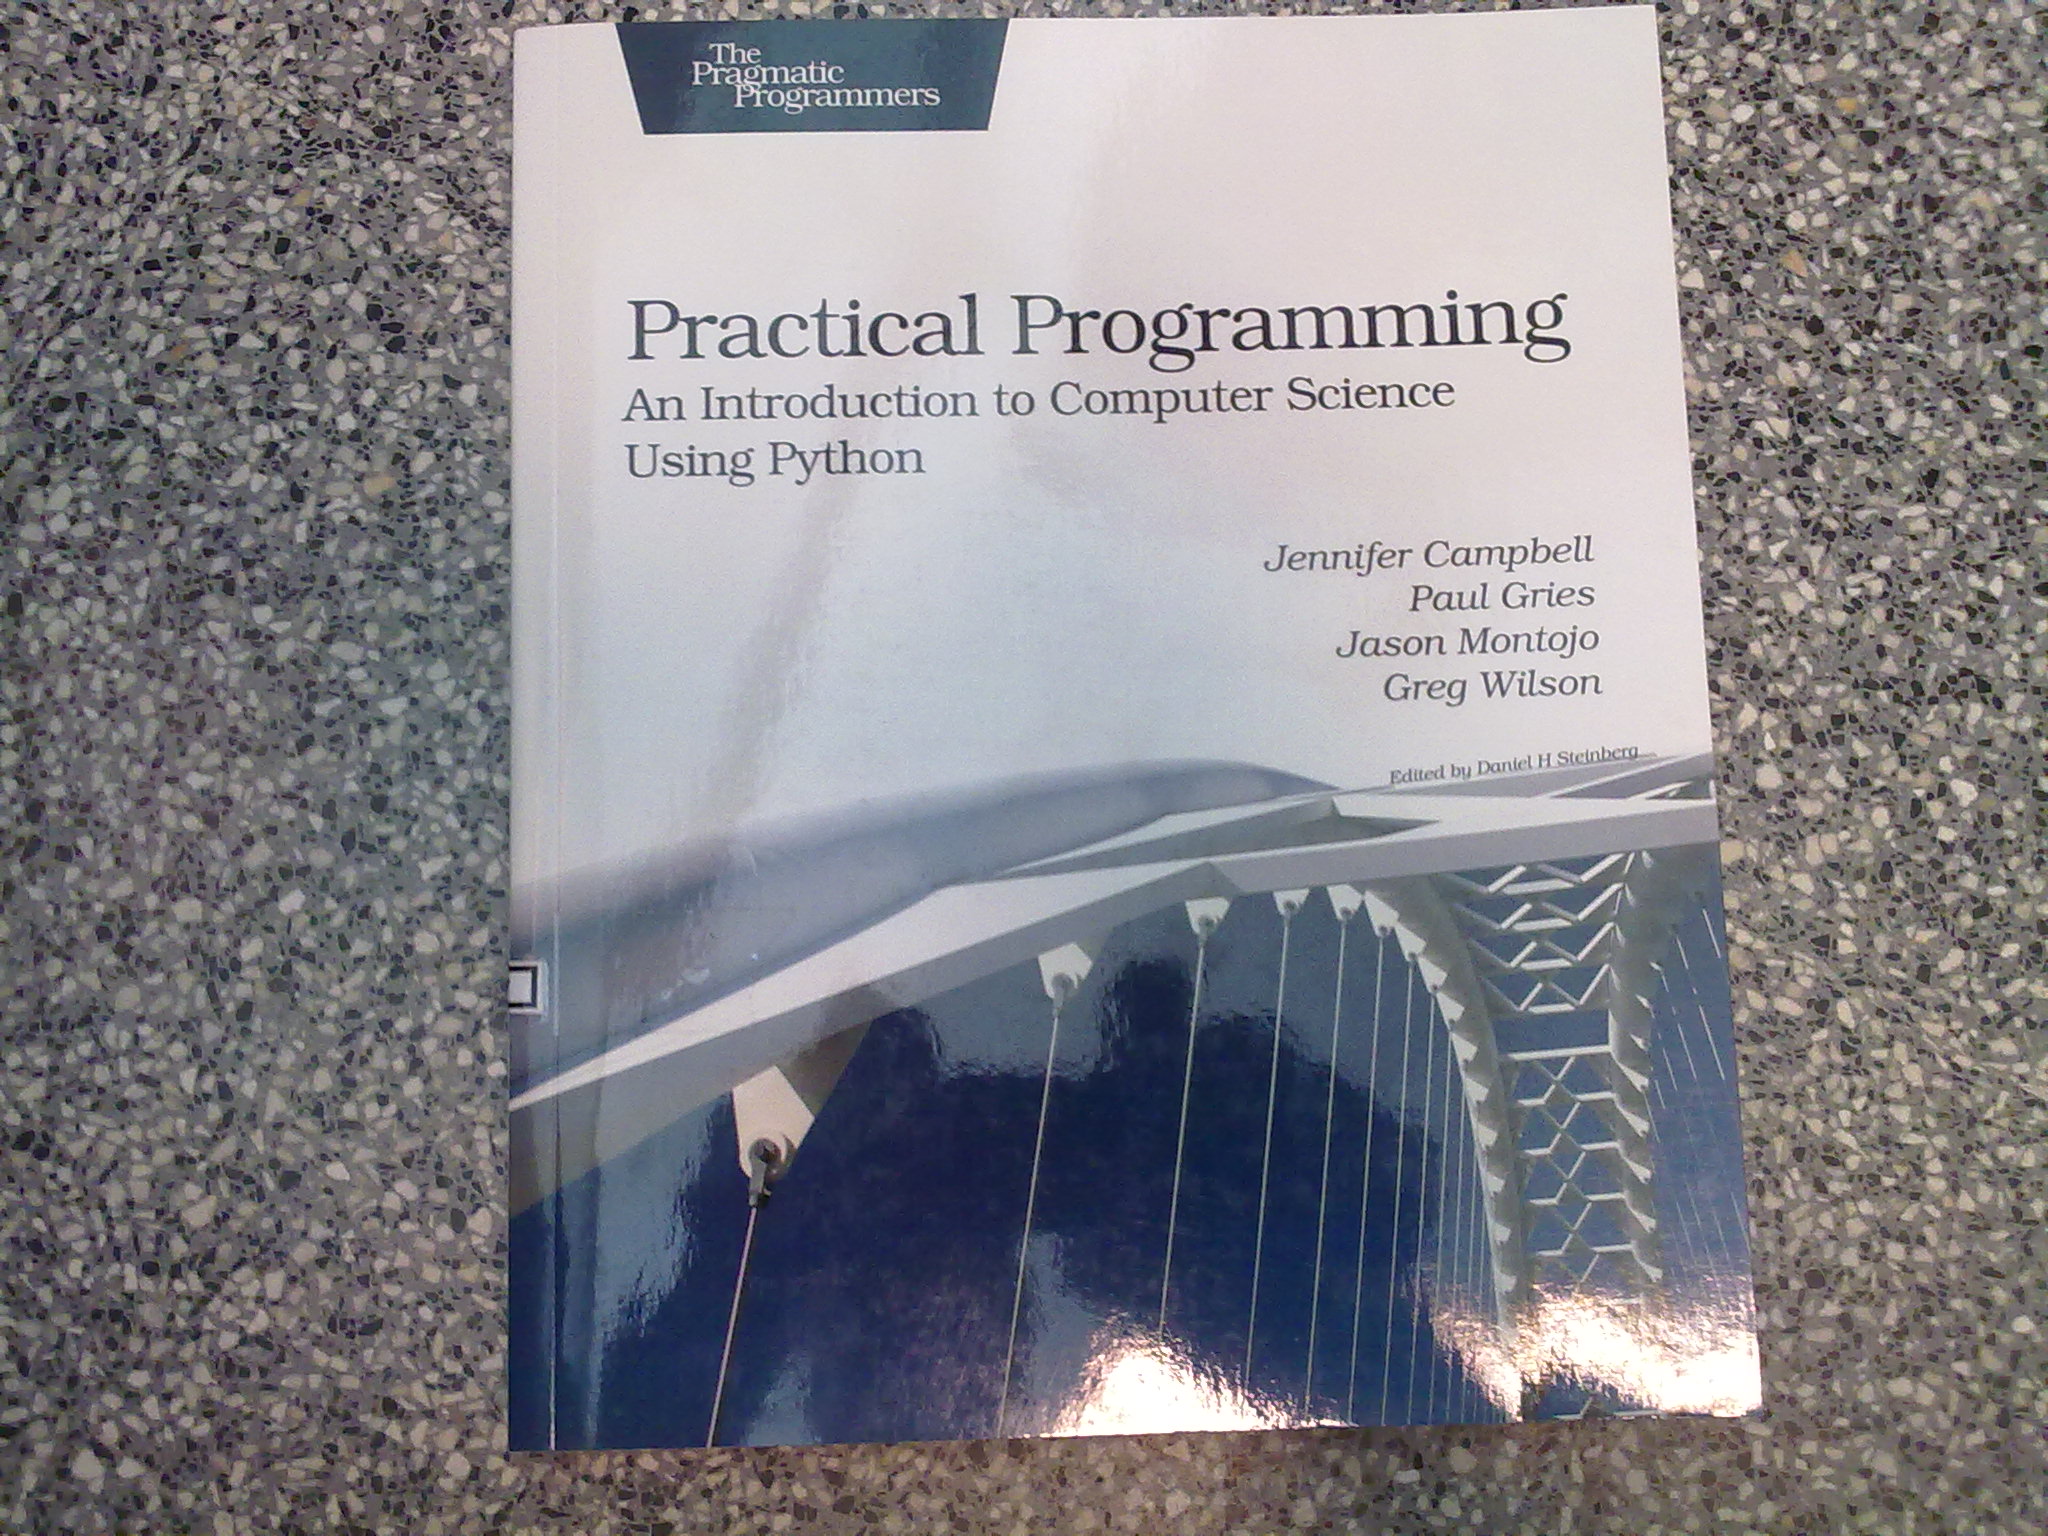 The
Pragmatic
Programmers
Practical Programming
An Introduction to Computer Science
Using Python
Jennifer Campbell
Paul Gries
Jason Montojo
Greg Wilson
Edited by Daniel H Steinberg